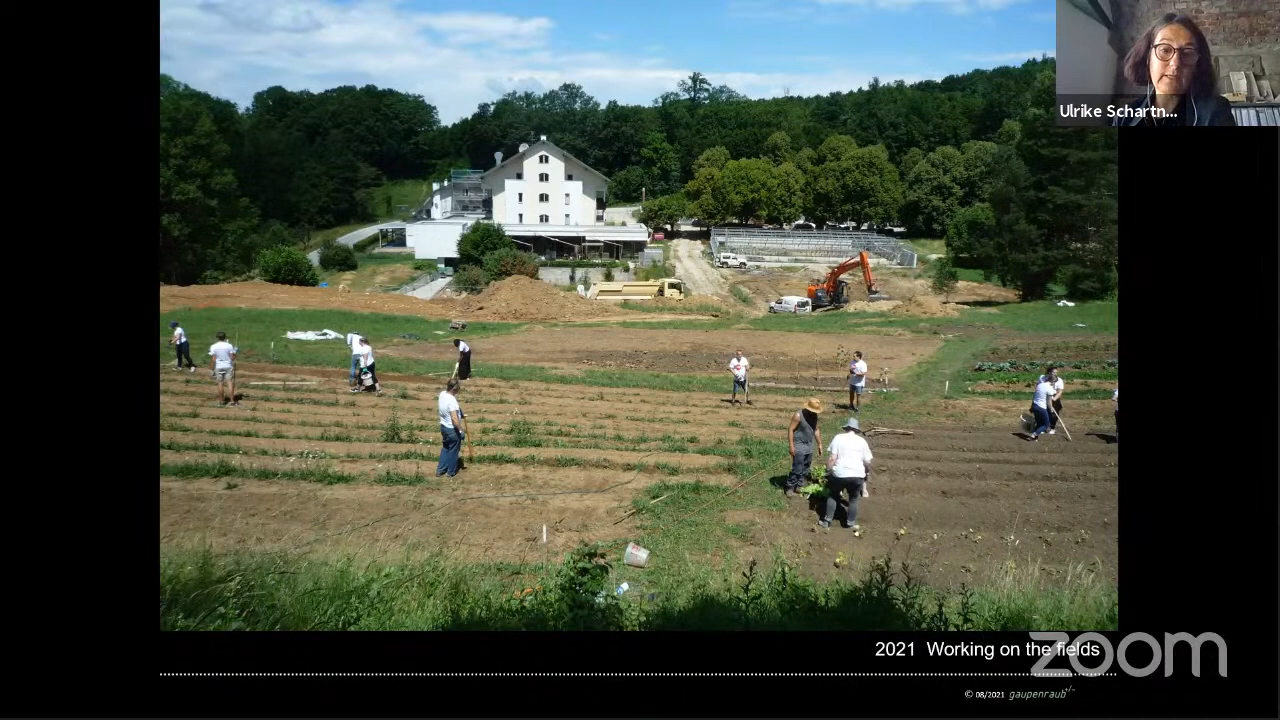 Ulrike Schartn...
2021 Working on the fields
zoom
© 08/2021 gaupenraub +/-